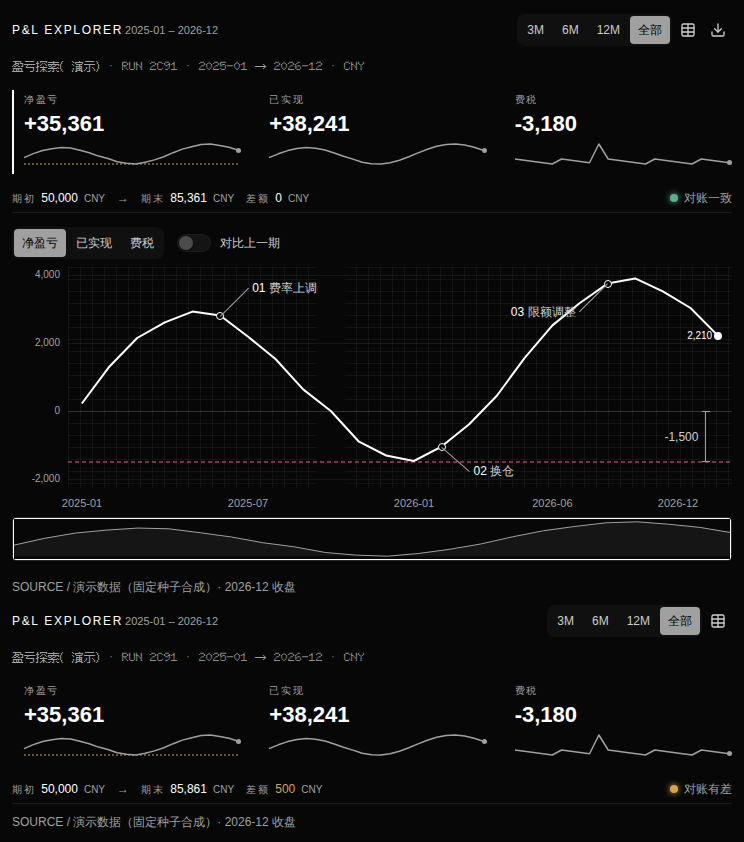 P&L EXPLORER 2025-01 – 2026-12 3M 6M 12M 全部
盈亏探索( 演示) · RUN 2C91 · 2025-01 → 2026-12 · CNY
净盈亏 已实现 费税
+35,361 +38,241 -3,180
期初 50,000 CNY → 期末 85,361 CNY 差额 0 CNY 对账一致
净盈亏 已实现 费税 对比上一期
4,000
01 费率上调
03 限额调整
2,000 2,210
0
-1,500
02 换仓
-2,000
2025-01 2025-07 2026-01 2026-06 2026-12
SOURCE / 演示数据（固定种子合成）· 2026-12 收盘
P&L EXPLORER 2025-01 – 2026-12 3M 6M 12M 全部
盈亏探索( 演示) · RUN 2C91 · 2025-01 → 2026-12 · CNY
净盈亏 已实现 费税
+35,361 +38,241 -3,180
期初 50,000 CNY → 期末 85,861 CNY 差额 500 CNY 对账有差
SOURCE / 演示数据（固定种子合成）· 2026-12 收盘